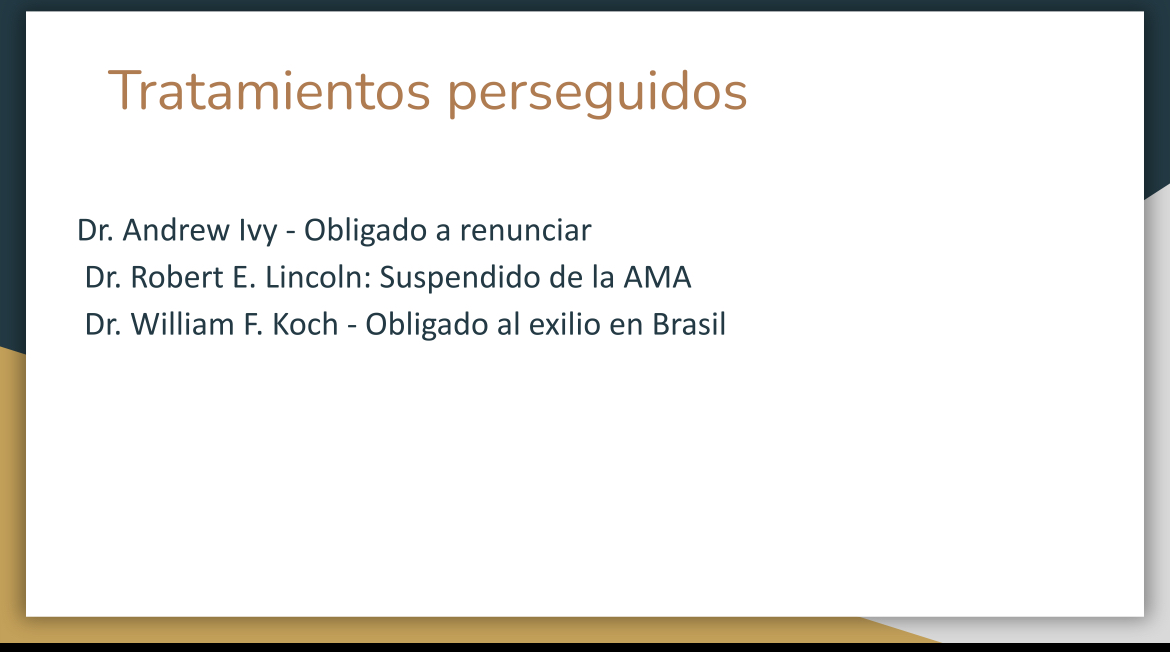 Tratamientos perseguidos
Dr. Andrew Ivy - Obligado a renunciar
Dr. Robert E. Lincoln: Suspendido de la AMA
Dr. William F. Koch - Obligado al exilio en Brasil